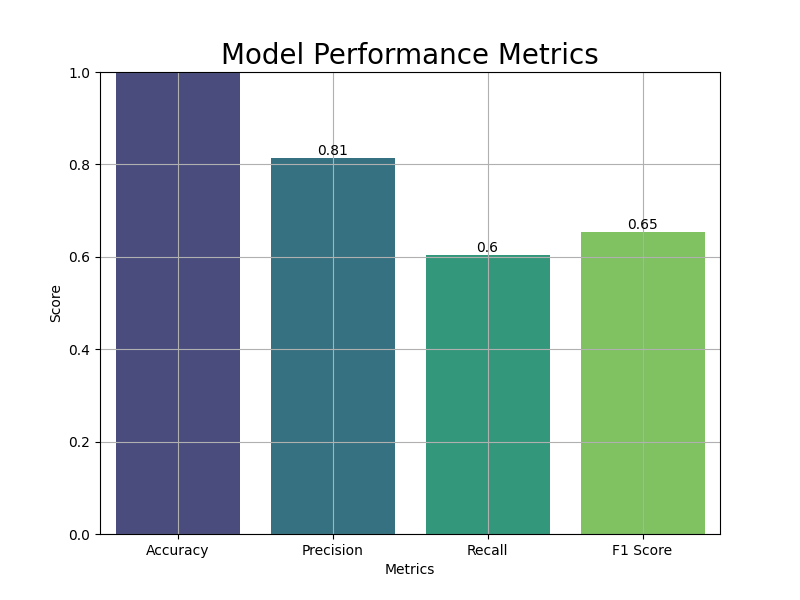 Model Performance Metrics
1.0
0.8
0.6
0.4
0.2
0.0
Score
0.81
0.6
0.65
Accuracy Precision Recall F1 Score
Metrics